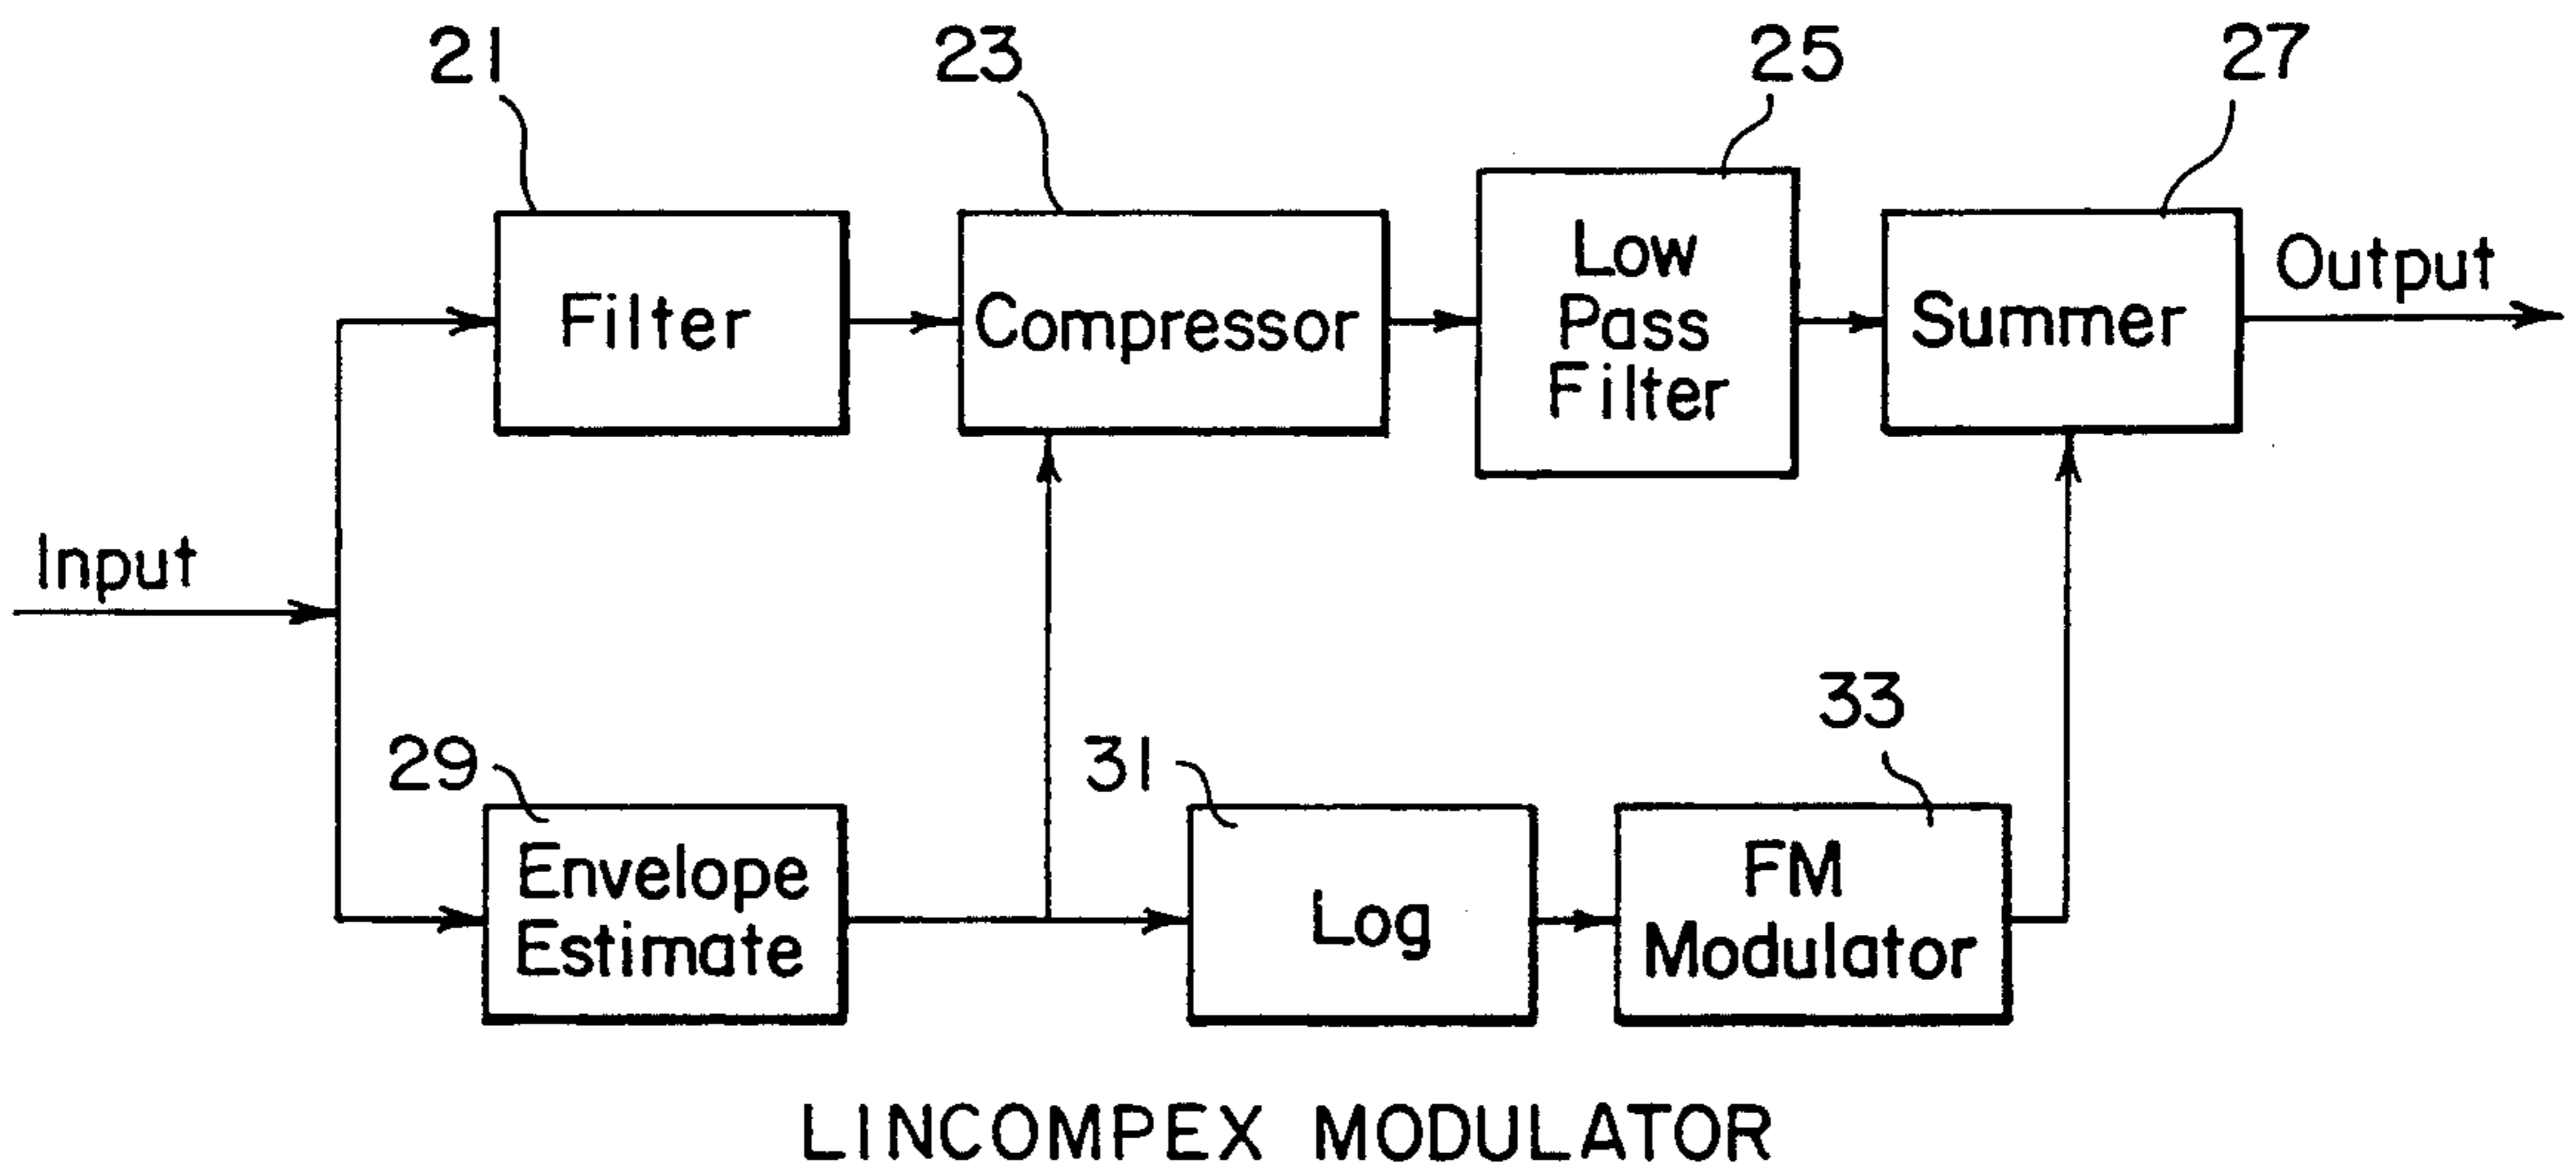 21
23
25
27
Filter
Compressor
Low
Pass
Filter
Summer
Output
Input
29
31
33
Envelope
Estimate
Log
FM
Modulator
LINCOMPEX MODULATOR